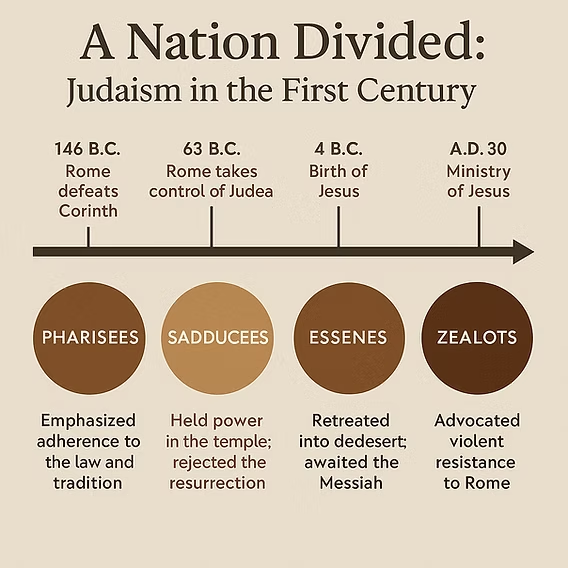 A Nation Divided:
Judaism in the First Century
146 B.C.
Rome
defeats
Corinth
63 B.C.
Rome takes
control of Judea
4 B.C.
Birth of
Jesus
A.D. 30
Ministry
of Jesus
PHARISEES
SADDUCEES
ESSENES
ZEALOTS
Emphasized
adherence to
the law and
tradition
Held power
in the temple;
rejected the
resurrection
Retreated
into dedesert;
awaited the
Messiah
Advocated
violent
resistance
to Rome